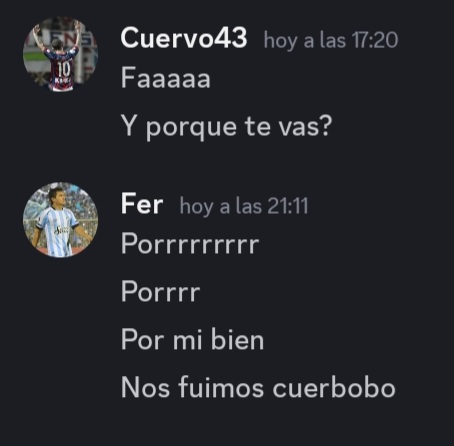 Cuervo43 hoy a las 17:20
Faaaaa
Y porque te vas?
Fer hoy a las 21:11
Porrrrrrrrr
Porrrr
Por mi bien
Nos fuimos cuerbobo